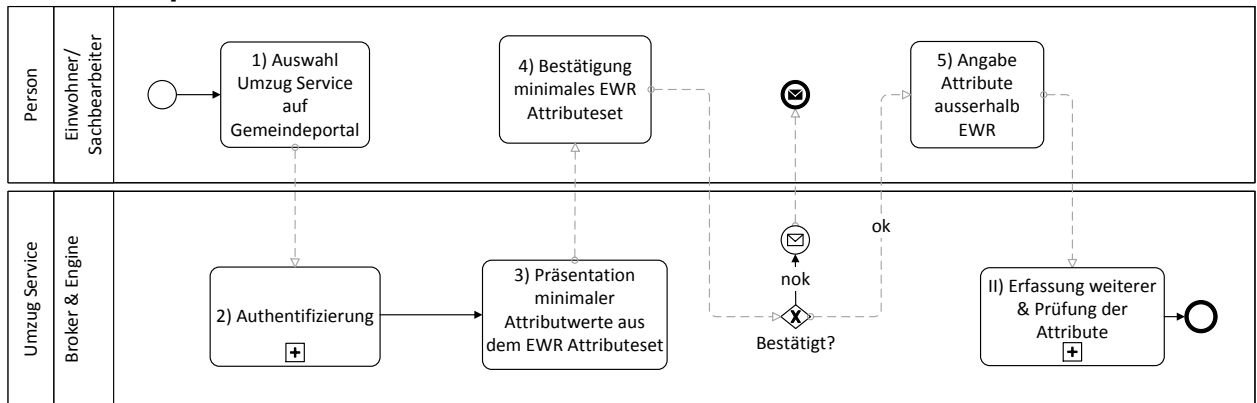 Person
Einwohner/
Sachbearbeiter
1) Auswahl
Umzug Service
auf
Gemeindeportal
4) Bestätigung
minimales EWR
Attributeset
5) Angabe
Attribute
ausserhalb
EWR
Umzug Service
Broker & Engine
2) Authentifizierung
3) Präsentation
minimaler
Attributwerte aus
dem EWR Attributeset
nok
Bestätigt?
ok
II) Erfassung weiterer
& Prüfung der
Attribute